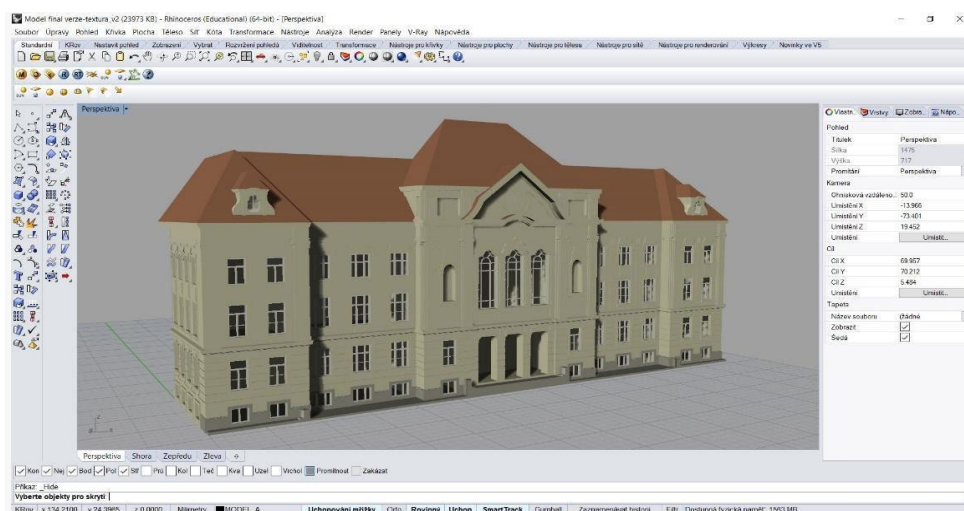 Model final verze-textura_v2 (23973 KB) - Rhinoceros (Educational) (64-bit) - [Perspektiva]
Soubor Úpravy Pohled Křivka Plocha Těleso Síť Kóta Transformace Nástroje Analýza Render Panely V-Ray Nápověda
Standardní KRov Nastavit pohled Zobrazení Vybrat Rozvržení pohledů Viditelnost Transformace Nástroje pro křivky Nástroje pro plochy Nástroje pro tělesa Nástroje pro sítě Nástroje pro renderování Výkresy Novinky ve V5
Perspektiva
Vlastn... Vrstvy Zobra... Nápo...
Pohled
Titulek Perspektiva
Šířka 1475
Výška 717
Promítání Perspektiva
Kamera
Ohnisková vzdáleno... 50.0
Umístění X -13.966
Umístění Y -73.401
Umístění Z 19.452
Umístění Umístit...
Cíl
Cíl X 69.957
Cíl Y 70.212
Cíl Z 5.484
Umístění Umístit...
Tapeta
Název souboru (žádné
Zobrazit
Šedá
Perspektiva Shora Zepředu Zleva
Kon Nej Bod Pol Stř Prů Kol Teč Kva Uzel Vrchol Promítnout Zakázat
Příkaz: _Hide
Vyberte objekty pro skrytí
KRov x 134.2100 y 24.3965 z 0.0000 Milimetry MODEL_A Uchopování mřížky Orto Rovinný Uchop SmartTrack Gumball Zaznamenávat historii Filtr Dostupná fyzická paměť: 1563 MB